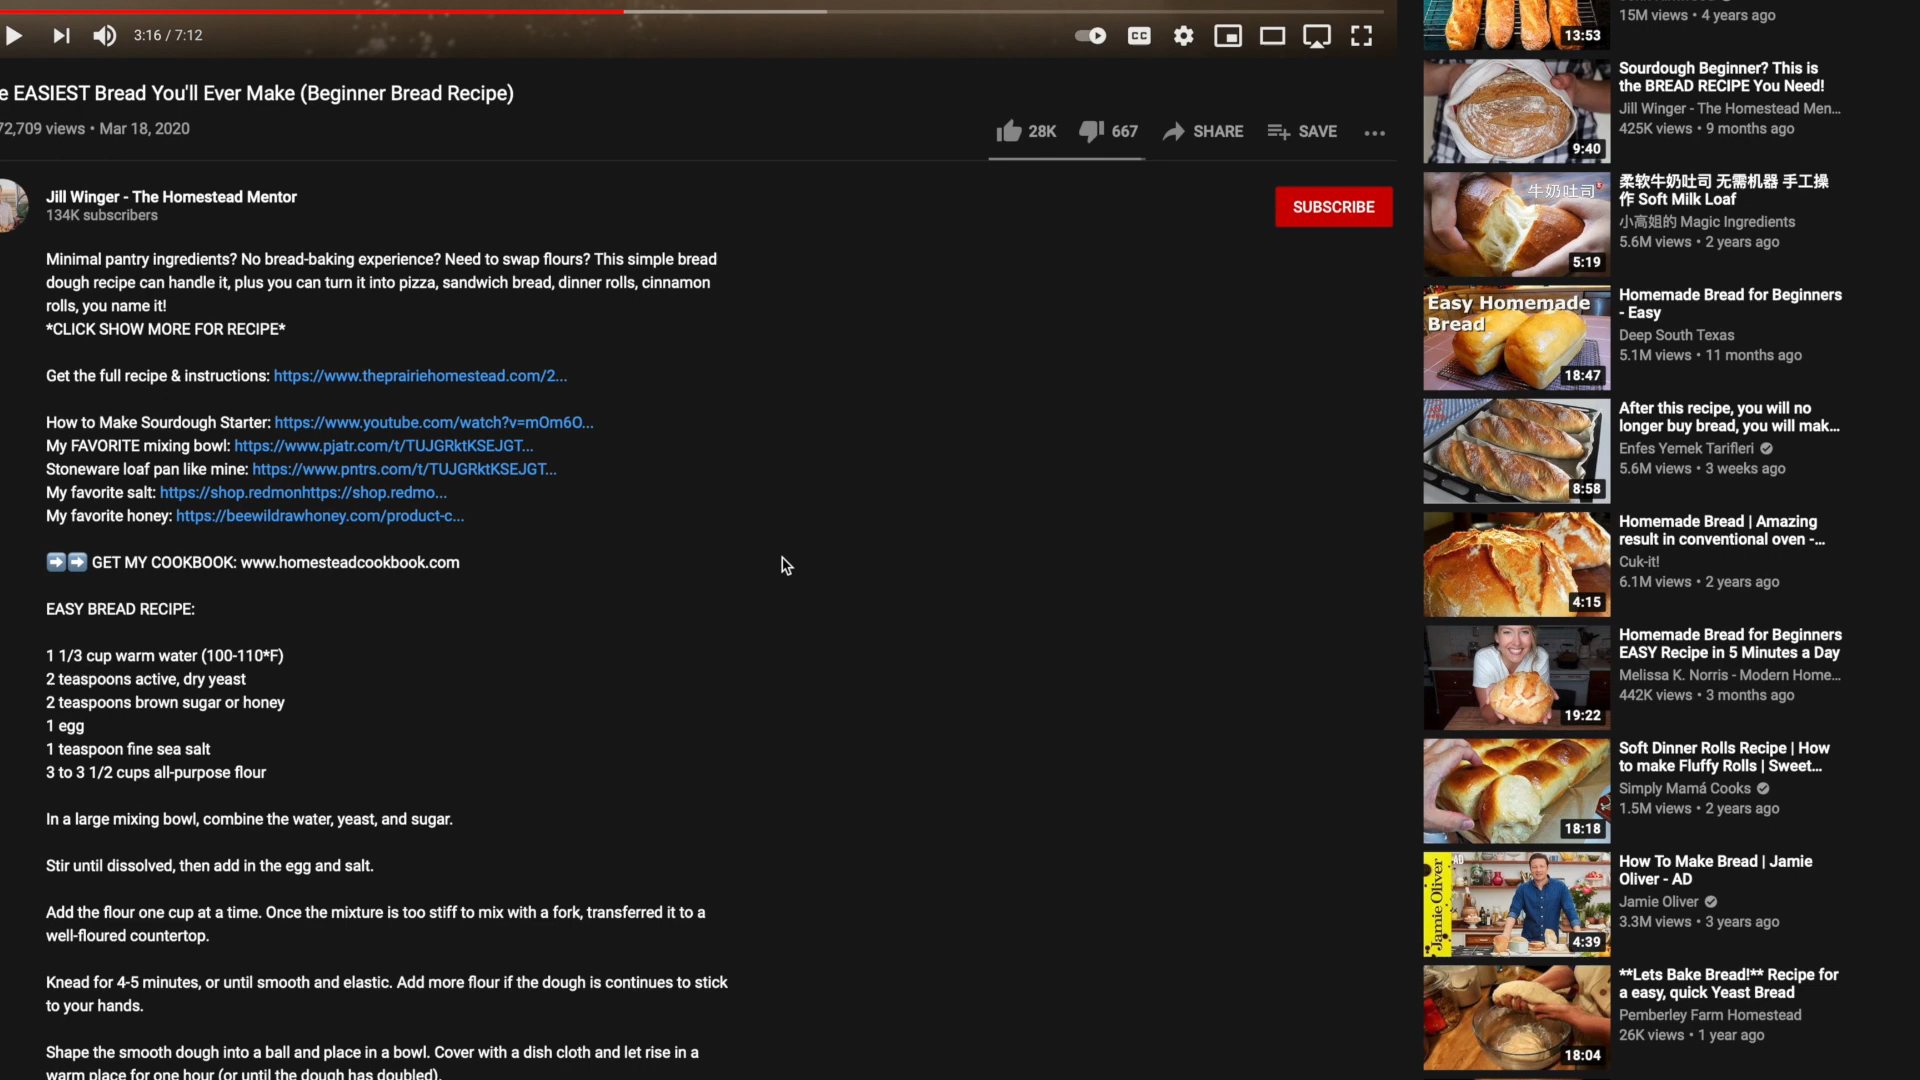 3:16 / 7:12
CC
e EASIEST Bread You'll Ever Make (Beginner Bread Recipe)
72,709 views • Mar 18, 2020
28K
667
SHARE
SAVE
Jill Winger - The Homestead Mentor
134K subscribers
SUBSCRIBE
Minimal pantry ingredients? No bread-baking experience? Need to swap flours? This simple bread
dough recipe can handle it, plus you can turn it into pizza, sandwich bread, dinner rolls, cinnamon
rolls, you name it!
*CLICK SHOW MORE FOR RECIPE*
Get the full recipe & instructions: https://www.theprairiehomestead.com/2...
How to Make Sourdough Starter: https://www.youtube.com/watch?v=mOm6O...
My FAVORITE mixing bowl: https://www.pjatr.com/t/TUJGRktKSEJGT...
Stoneware loaf pan like mine: https://www.pntrs.com/t/TUJGRktKSEJGT...
My favorite salt: https://shop.redmonhttps://shop.redmo...
My favorite honey: https://beewildrawhoney.com/product-c...
➡️➡️ GET MY COOKBOOK: www.homesteadcookbook.com
EASY BREAD RECIPE:
1 1/3 cup warm water (100-110*F)
2 teaspoons active, dry yeast
2 teaspoons brown sugar or honey
1 egg
1 teaspoon fine sea salt
3 to 3 1/2 cups all-purpose flour
In a large mixing bowl, combine the water, yeast, and sugar.
Stir until dissolved, then add in the egg and salt.
Add the flour one cup at a time. Once the mixture is too stiff to mix with a fork, transferred it to a
well-floured countertop.
Knead for 4-5 minutes, or until smooth and elastic. Add more flour if the dough is continues to stick
to your hands.
Shape the smooth dough into a ball and place in a bowl. Cover with a dish cloth and let rise in a
warm place for one hour (or until the dough has doubled).
15M views • 4 years ago
13:53
Sourdough Beginner? This is
the BREAD RECIPE You Need!
Jill Winger - The Homestead Men...
425K views • 9 months ago
9:40
牛奶吐司
柔软牛奶吐司 无需机器 手工操
作 Soft Milk Loaf
小高姐的 Magic Ingredients
5.6M views • 2 years ago
5:19
Easy Homemade
Bread
Homemade Bread for Beginners
- Easy
Deep South Texas
5.1M views • 11 months ago
18:47
After this recipe, you will no
longer buy bread, you will mak...
Enfes Yemek Tarifleri
5.6M views • 3 weeks ago
8:58
Homemade Bread | Amazing
result in conventional oven -...
Cuk-it!
6.1M views • 2 years ago
4:15
Homemade Bread for Beginners
EASY Recipe in 5 Minutes a Day
Melissa K. Norris - Modern Home...
442K views • 3 months ago
19:22
Soft Dinner Rolls Recipe | How
to make Fluffy Rolls | Sweet...
Simply Mamá Cooks
1.5M views • 2 years ago
18:18
Jamie Oliver
AD
How To Make Bread | Jamie
Oliver - AD
Jamie Oliver
3.3M views • 3 years ago
4:39
**Lets Bake Bread!** Recipe for
a easy, quick Yeast Bread
Pemberley Farm Homestead
26K views • 1 year ago
18:04